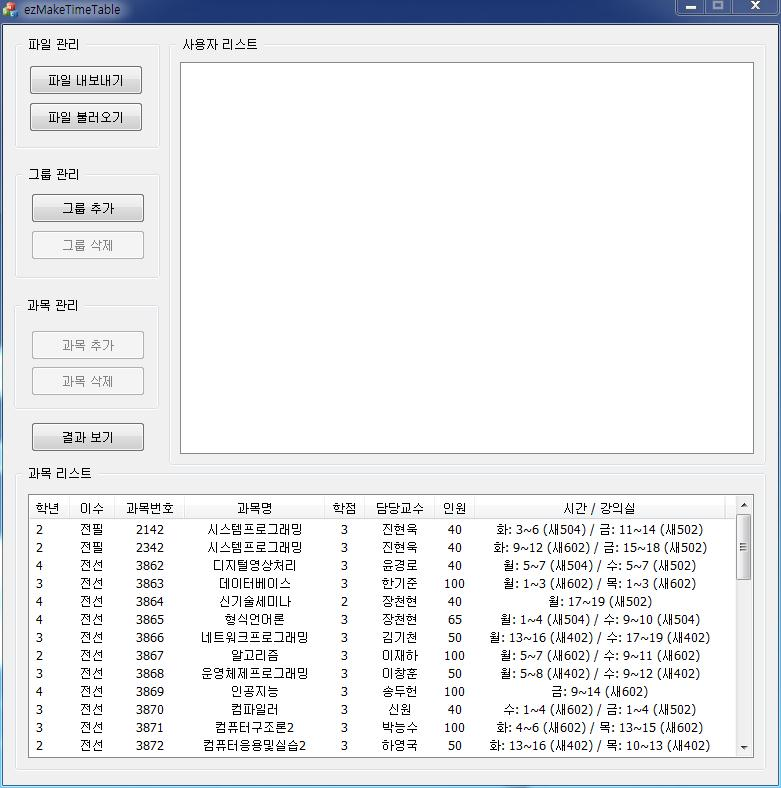 ezMakeTimeTable
파일 관리
파일 내보내기
파일 불러오기
그룹 관리
그룹 추가
그룹 삭제
과목 관리
과목 추가
과목 삭제
결과 보기
사용자 리스트
과목 리스트
학년 이수 과목번호 과목명 학점 담당교수 인원 시간 / 강의실
2 전필 2142 시스템프로그래밍 3 진현욱 40 화: 3~6 (새504) / 금: 11~14 (새502)
2 전필 2342 시스템프로그래밍 3 진현욱 40 화: 9~12 (새602) / 금: 15~18 (새502)
4 전선 3862 디지털영상처리 3 윤경로 40 월: 5~7 (새504) / 수: 5~7 (새502)
3 전선 3863 데이터베이스 3 한기준 100 월: 1~3 (새602) / 목: 1~3 (새602)
4 전선 3864 신기술세미나 2 장천현 40 월: 17~19 (새502)
4 전선 3865 형식언어론 3 장천현 65 월: 1~4 (새504) / 수: 9~10 (새504)
3 전선 3866 네트워크프로그래밍 3 김기천 50 월: 13~16 (새402) / 수: 17~19 (새402)
2 전선 3867 알고리즘 3 이재하 100 월: 5~7 (새602) / 수: 9~11 (새602)
3 전선 3868 운영체제프로그래밍 3 이창훈 50 월: 5~8 (새402) / 수: 9~12 (새402)
4 전선 3869 인공지능 3 송두헌 100 금: 9~14 (새602)
3 전선 3870 컴파일러 3 신원 40 수: 1~4 (새602) / 금: 1~4 (새502)
3 전선 3871 컴퓨터구조론2 3 박능수 100 화: 4~6 (새602) / 목: 13~15 (새602)
2 전선 3872 컴퓨터응용및실습2 3 하영국 50 화: 13~16 (새402) / 목: 10~13 (새402)